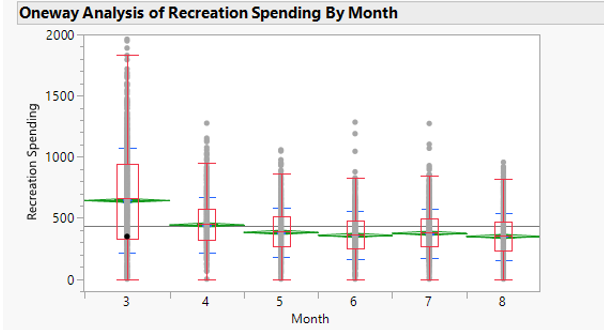 Oneway Analysis of Recreation Spending By Month
2000
1500
1000
500
0
Recreation Spending
3 4 5 6 7 8
Month